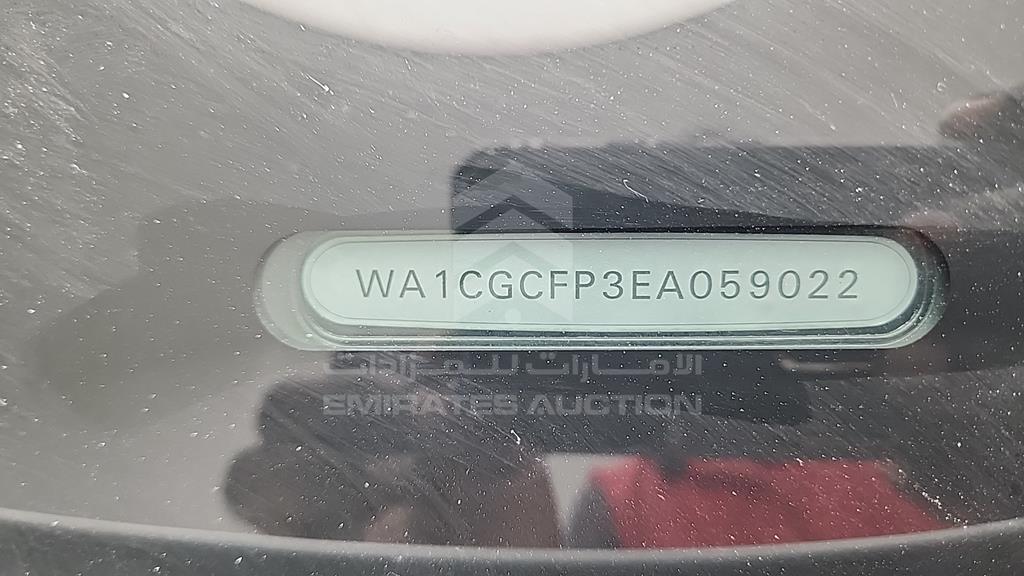 WA1CGCFP3EA059022
الامارات للمزادات
EMIRATES AUCTION